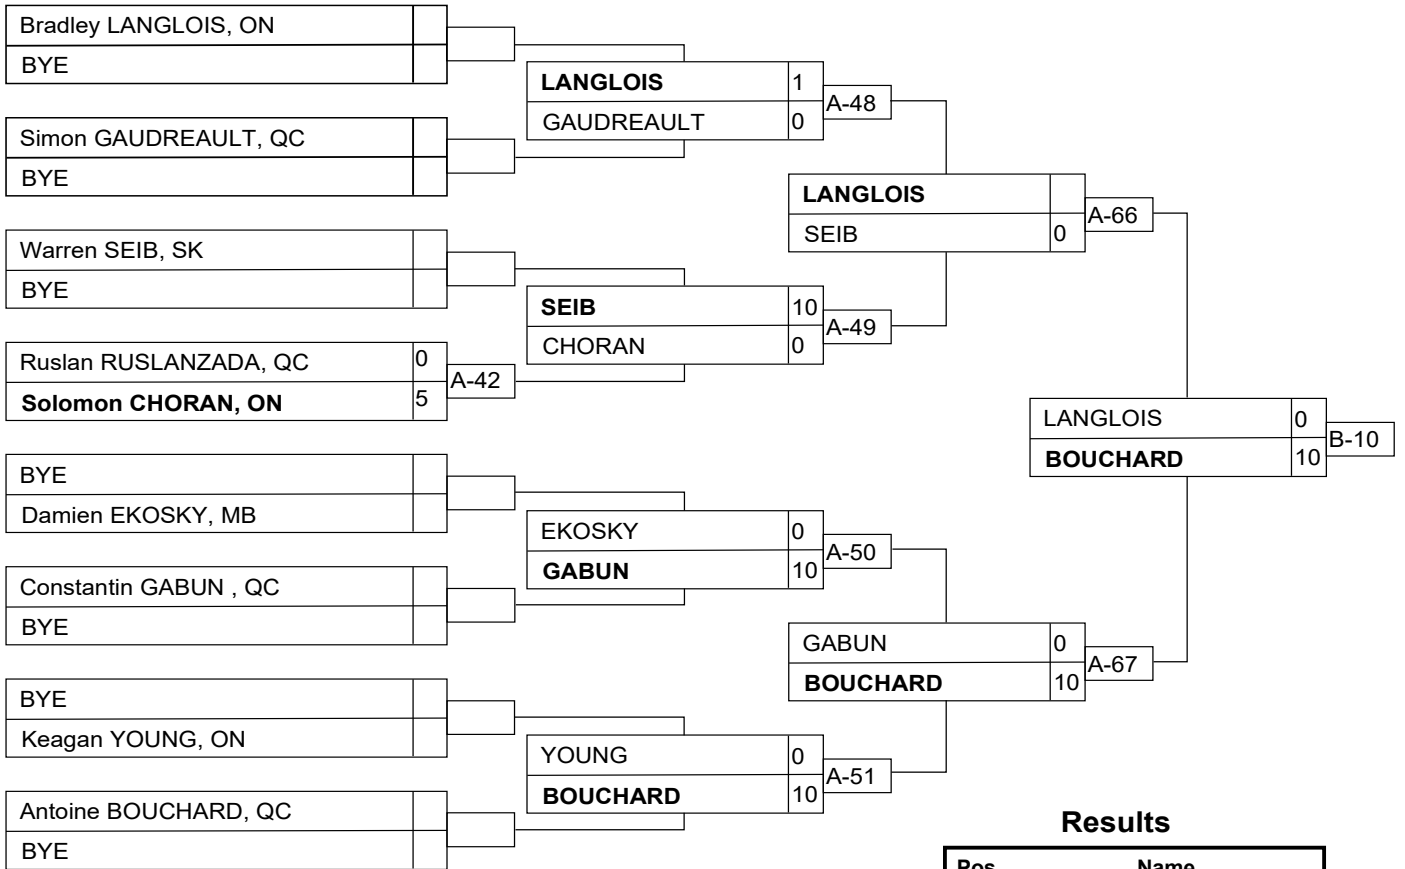 Bradley LANGLOIS, ON
BYE
Simon GAUDREAULT, QC
BYE
Warren SEIB, SK
BYE
Ruslan RUSLANZADA, QC 0
Solomon CHORAN, ON 5
A-42
BYE
Damien EKOSKY, MB
Constantin GABUN , QC
BYE
BYE
Keagan YOUNG, ON
Antoine BOUCHARD, QC
BYE
LANGLOIS 1
GAUDREAULT 0
A-48
SEIB 10
CHORAN 0
A-49
EKOSKY 0
GABUN 10
A-50
YOUNG 0
BOUCHARD 10
A-51
LANGLOIS
SEIB 0
A-66
GABUN 0
BOUCHARD 10
A-67
LANGLOIS 0
BOUCHARD 10
B-10
Results
Pos. Name